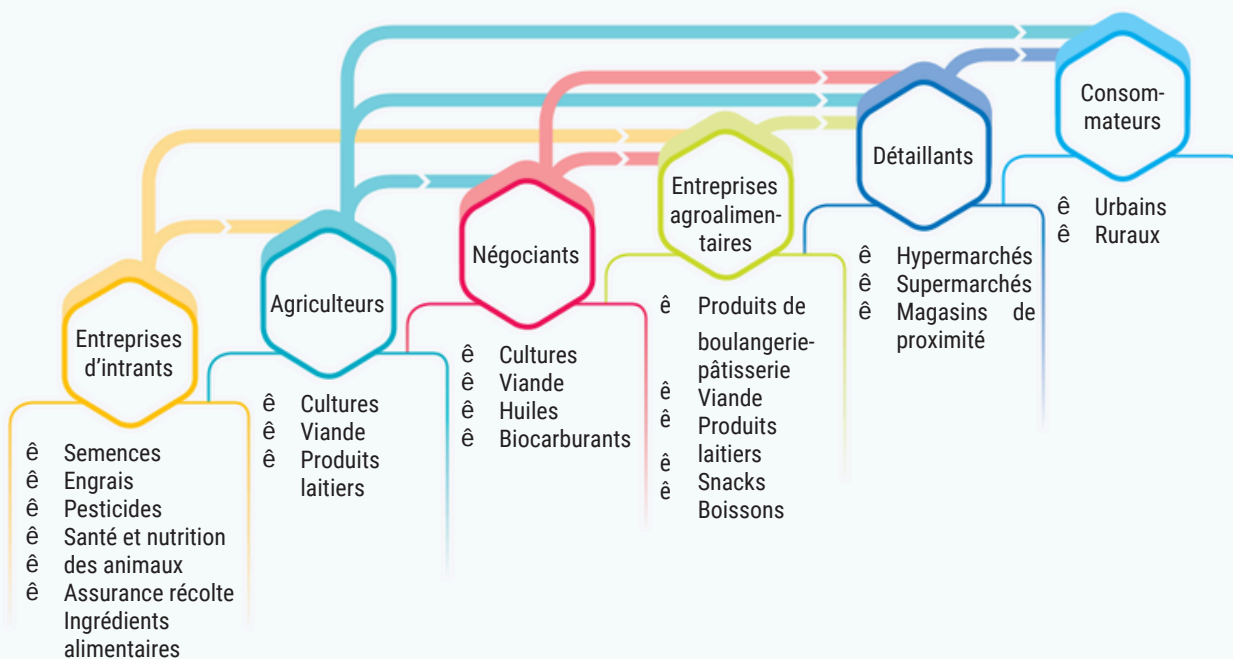 Entreprises
d’intrants
ê Semences
ê Engrais
ê Pesticides
ê Santé et nutrition
ê des animaux
ê Assurance récolte
Ingrédients
alimentaires
Agriculteurs
ê Cultures
ê Viande
ê Produits
laitiers
Négociants
ê Cultures
ê Viande
ê Huiles
ê Biocarburants
Entreprises
agroalimen-
taires
ê Produits de
boulangerie-
pâtisserie
ê Viande
ê Produits
laitiers
ê Snacks
ê Boissons
Détaillants
ê Hypermarchés
ê Supermarchés
ê Magasins de
proximité
Consom-
mateurs
ê Urbains
ê Ruraux